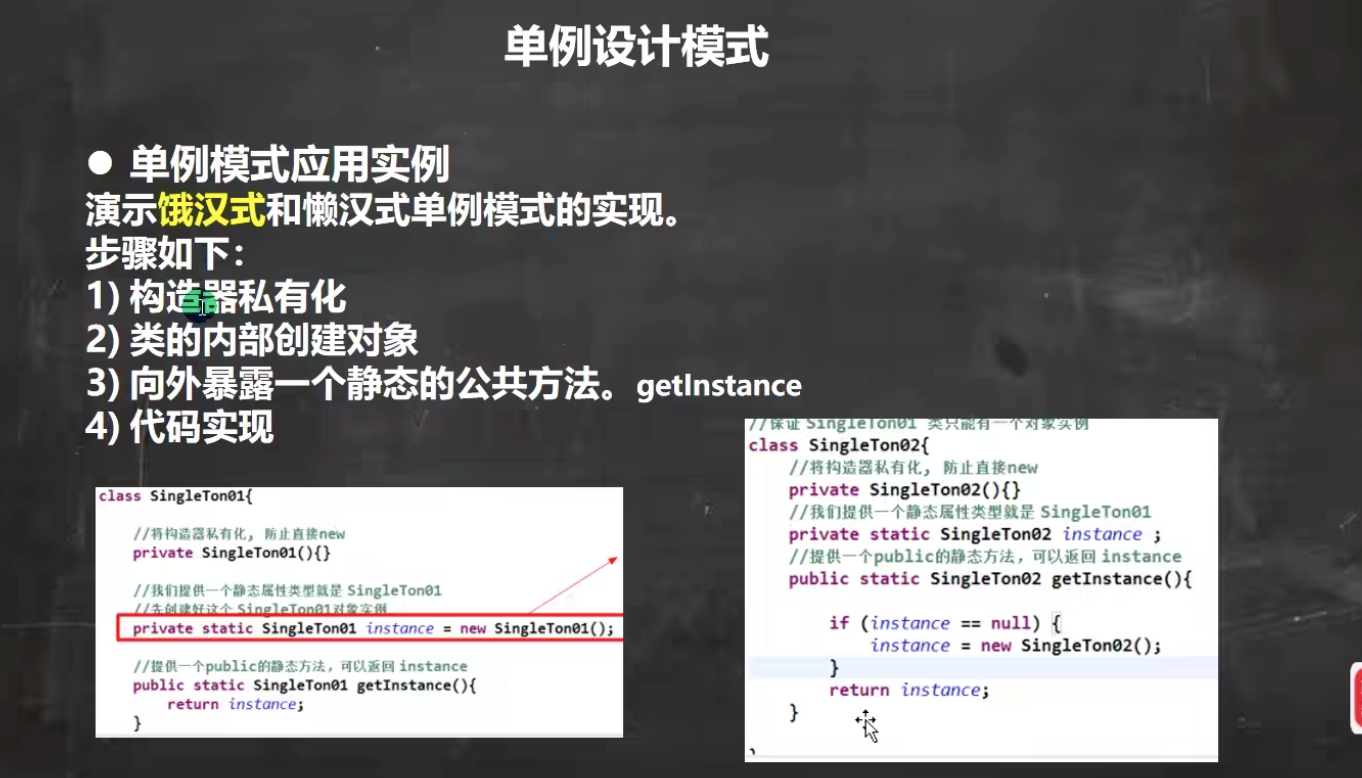 单例设计模式
● 单例模式应用实例
演示饿汉式和懒汉式单例模式的实现。
步骤如下：
1) 构造器私有化
2) 类的内部创建对象
3) 向外暴露一个静态的公共方法。getInstance
4) 代码实现
class SingleTon01{
//将构造器私有化, 防止直接new
private SingleTon01(){}
//我们提供一个静态属性类型就是 SingleTon01
//先创建好这个 SingleTon01对象实例
private static SingleTon01 instance = new SingleTon01();
//提供一个public的静态方法，可以返回 instance
public static SingleTon01 getInstance(){
return instance;
}
//保证 SingleTon01 类只能有一个对象实例
class SingleTon02{
//将构造器私有化, 防止直接new
private SingleTon02(){}
//我们提供一个静态属性类型就是 SingleTon01
private static SingleTon02 instance ;
//提供一个public的静态方法，可以返回 instance
public static SingleTon02 getInstance(){
if (instance == null) {
instance = new SingleTon02();
}
return instance;
}